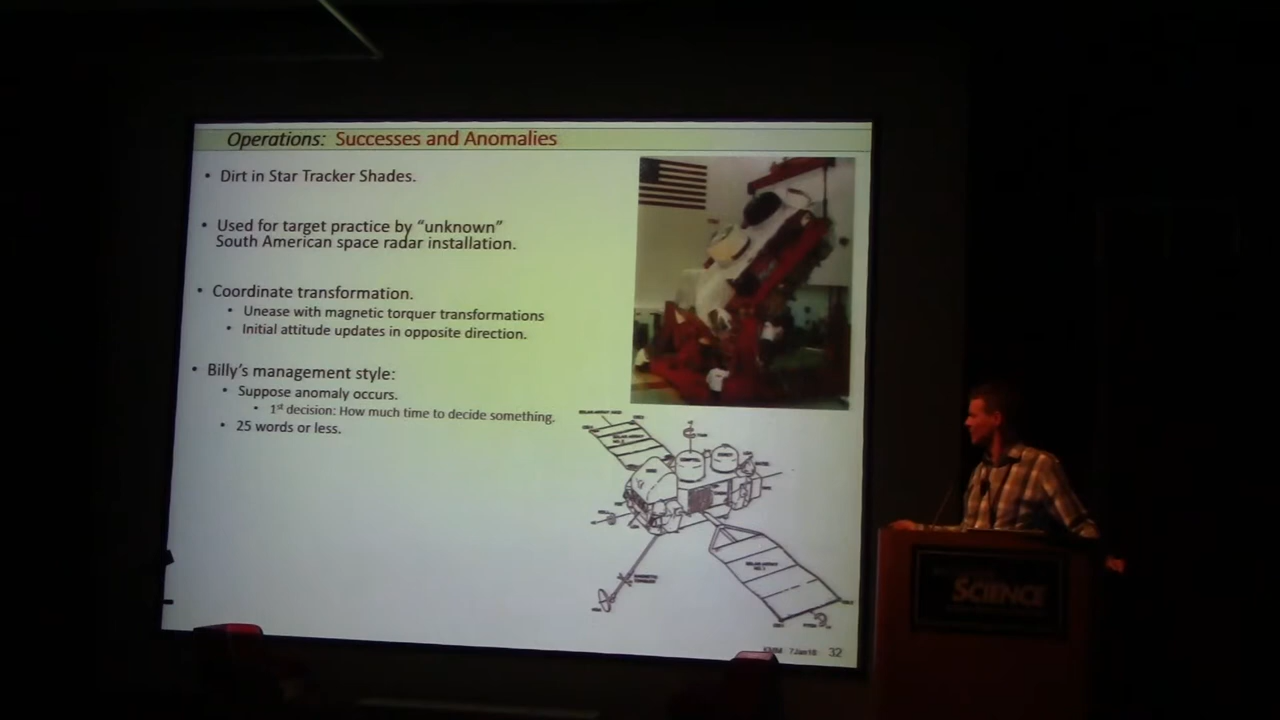 Operations: Successes and Anomalies
• Dirt in Star Tracker Shades.
• Used for target practice by “unknown”
South American space radar installation.
• Coordinate transformation.
• Unease with magnetic torquer transformations
• Initial attitude updates in opposite direction.
• Billy’s management style:
• Suppose anomaly occurs.
• 1st decision: How much time to decide something.
• 25 words or less.
32
SCIENCE